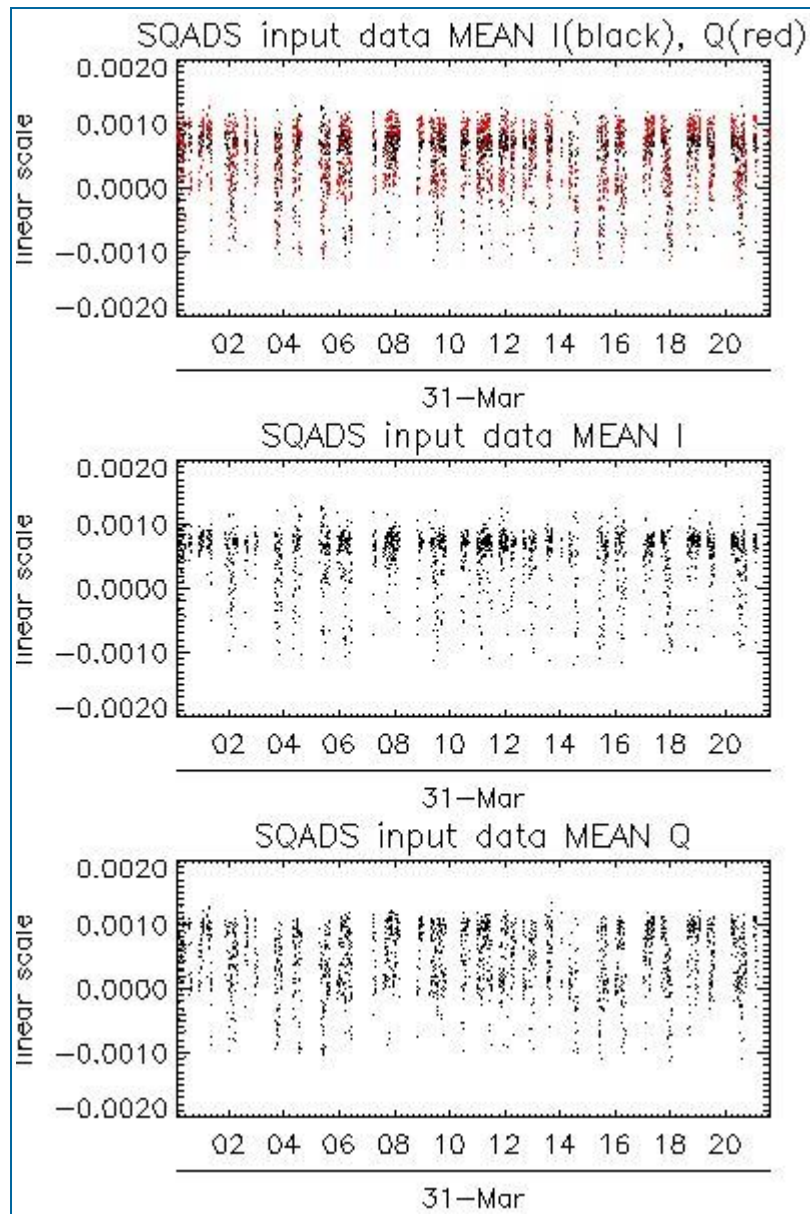 SQADS input data MEAN I(black), Q(red)
linear scale
0.0020
0.0010
0.0000
−0.0010
−0.0020
02 04 06 08 10 12 14 16 18 20
31−Mar
SQADS input data MEAN I
linear scale
0.0020
0.0010
0.0000
−0.0010
−0.0020
02 04 06 08 10 12 14 16 18 20
31−Mar
SQADS input data MEAN Q
linear scale
0.0020
0.0010
0.0000
−0.0010
−0.0020
02 04 06 08 10 12 14 16 18 20
31−Mar